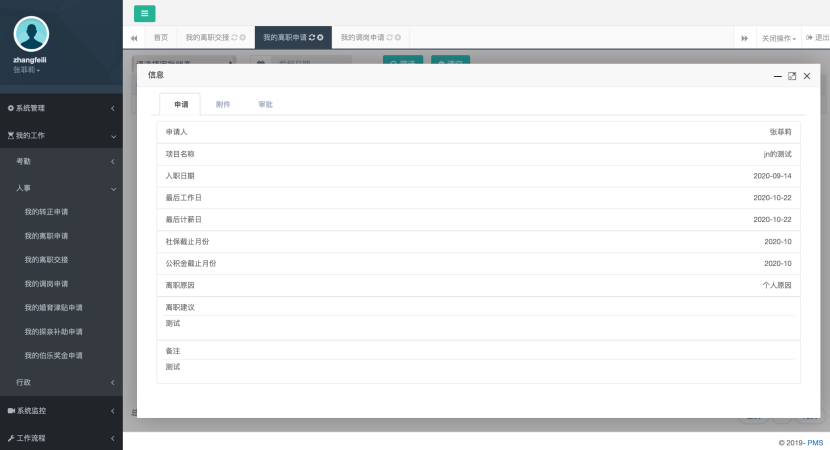 zhangfeili
张菲莉
系统管理
我的工作
考勤
人事
我的转正申请
我的离职申请
我的离职交接
我的调岗申请
我的婚育津贴申请
我的探亲补助申请
我的伯乐奖金申请
行政
系统监控
工作流程
首页
我的离职交接
我的离职申请
我的调岗申请
关闭操作
退出
信息
申请
附件
审批
申请人 张菲莉
项目名称 jn的测试
入职日期 2020-09-14
最后工作日 2020-10-22
最后计薪日 2020-10-22
社保截止月份 2020-10
公积金截止月份 2020-10
离职原因 个人原因
离职建议
测试
备注
测试
© 2019- PMS